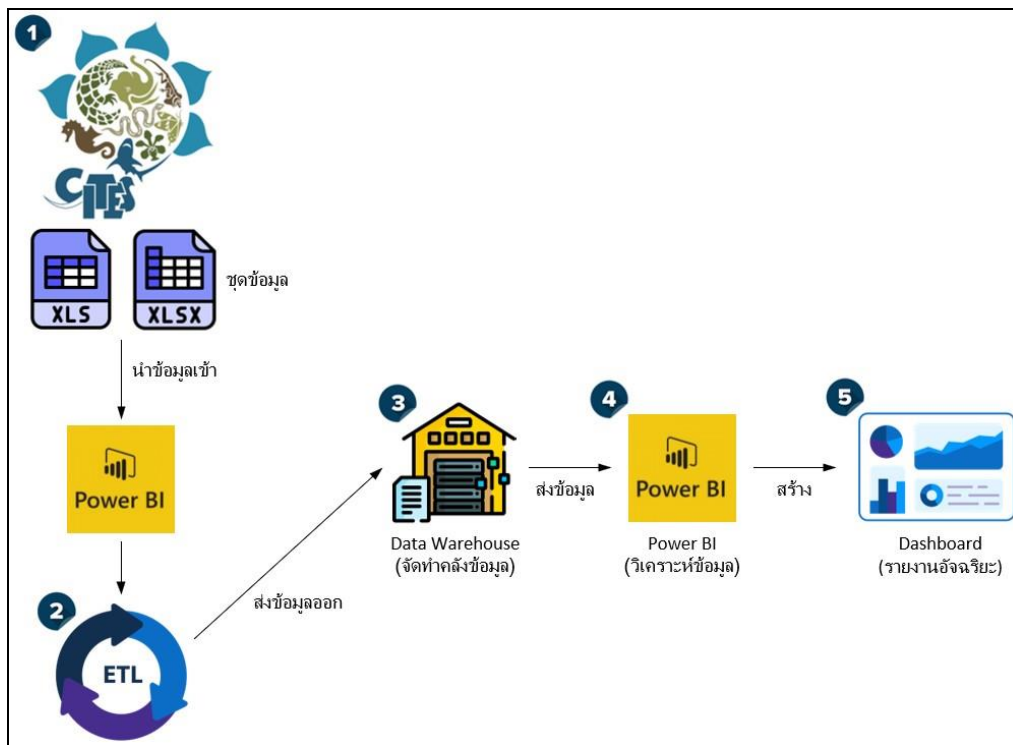 1
CITES
XLS
XLSX
ชุดข้อมูล
นำข้อมูลเข้า
Power BI
2
ETL
ส่งข้อมูลออก
3
Data Warehouse
(จัดทำคลังข้อมูล)
ส่งข้อมูล
4
Power BI
Power BI
(วิเคราะห์ข้อมูล)
สร้าง
5
Dashboard
(รายงานอัจฉริยะ)